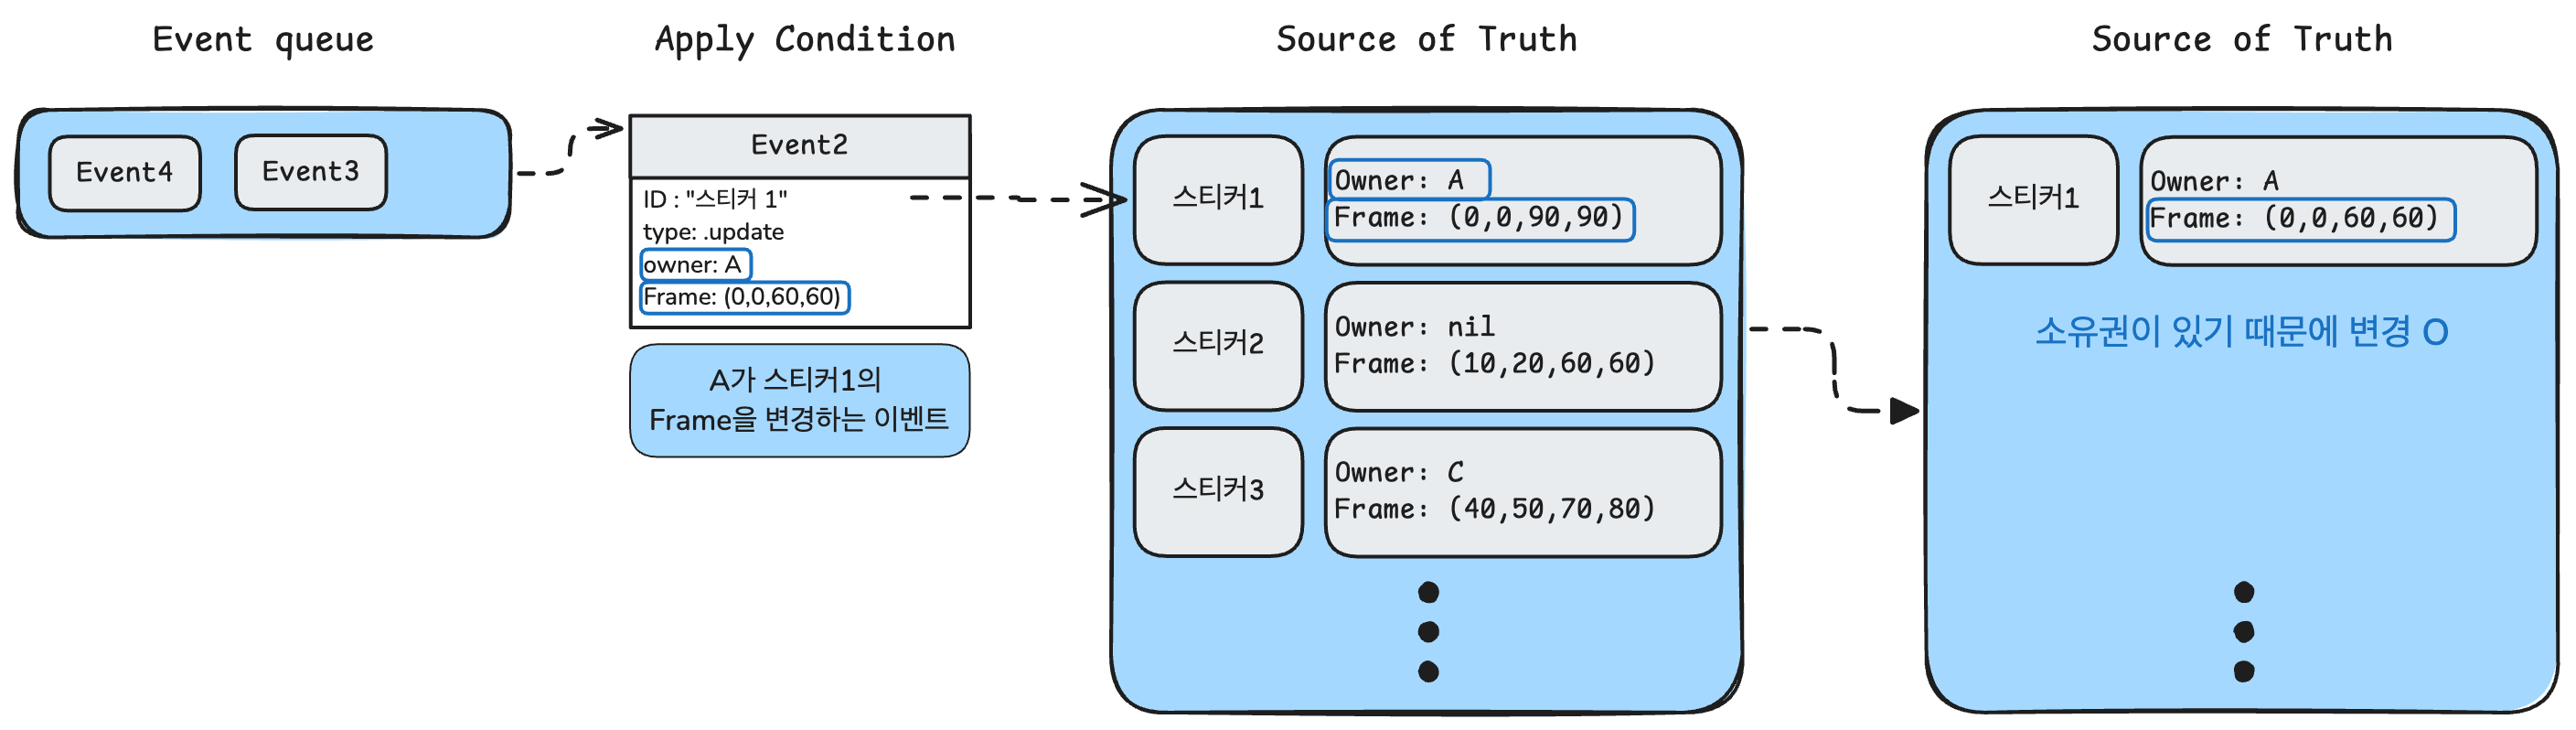 Event queue
Event4
Event3
Apply Condition
Event2
ID : "스티커 1"
type: .update
owner: A
Frame: (0,0,60,60)
A가 스티커1의
Frame을 변경하는 이벤트
Source of Truth
스티커1
Owner: A
Frame: (0,0,90,90)
스티커2
Owner: nil
Frame: (10,20,60,60)
스티커3
Owner: C
Frame: (40,50,70,80)
Source of Truth
스티커1
Owner: A
Frame: (0,0,60,60)
소유권이 있기 때문에 변경 O